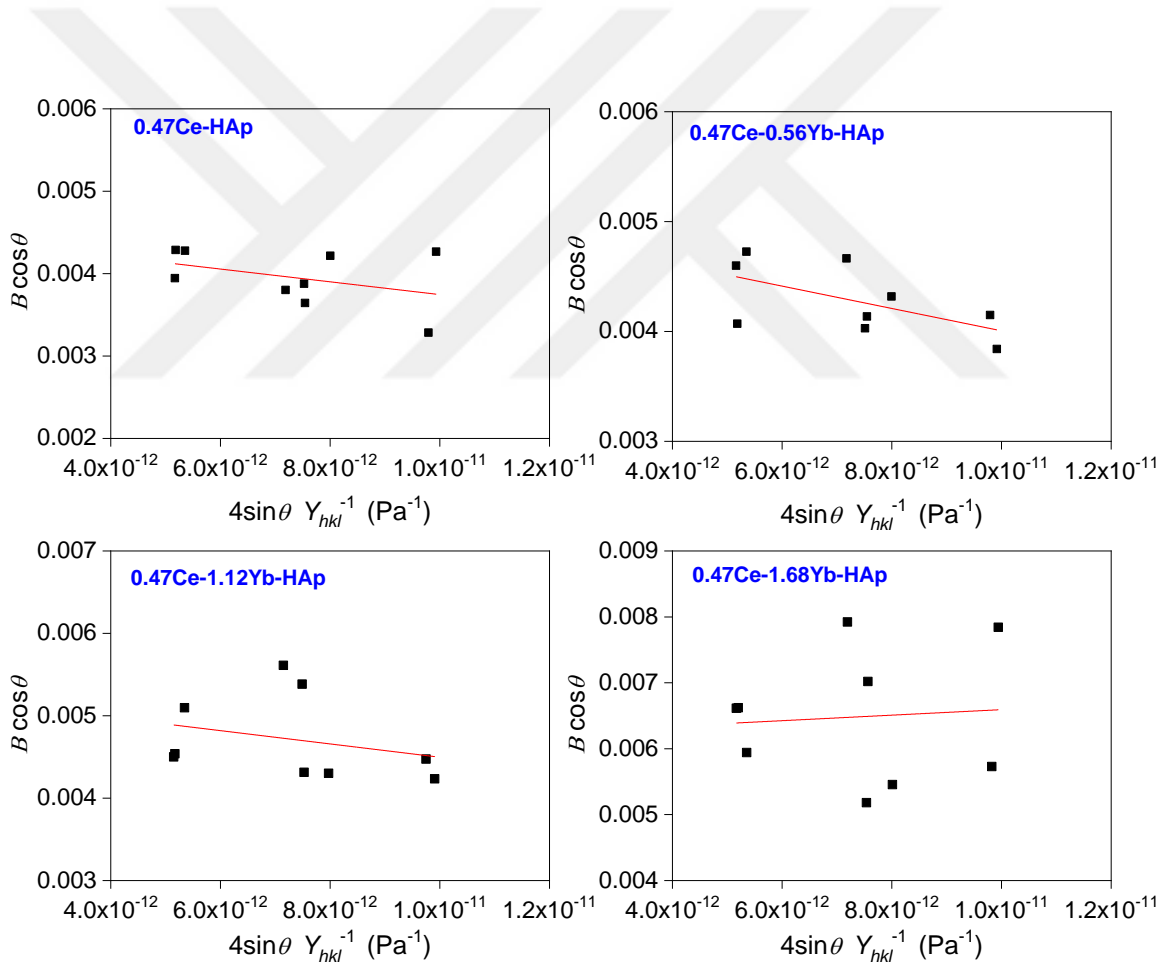 0.006
0.47Ce-HAp
0.005
0.004
0.003
0.002
B cosθ
4.0x10⁻¹² 6.0x10⁻¹² 8.0x10⁻¹² 1.0x10⁻¹¹ 1.2x10⁻¹¹
4sinθ Yₕₖₗ⁻¹ (Pa⁻¹)
0.006
0.47Ce-0.56Yb-HAp
0.005
0.004
0.003
B cosθ
4.0x10⁻¹² 6.0x10⁻¹² 8.0x10⁻¹² 1.0x10⁻¹¹ 1.2x10⁻¹¹
4sinθ Yₕₖₗ⁻¹ (Pa⁻¹)
0.007
0.47Ce-1.12Yb-HAp
0.006
0.005
0.004
0.003
B cosθ
4.0x10⁻¹² 6.0x10⁻¹² 8.0x10⁻¹² 1.0x10⁻¹¹ 1.2x10⁻¹¹
4sinθ Yₕₖₗ⁻¹ (Pa⁻¹)
0.009
0.47Ce-1.68Yb-HAp
0.008
0.007
0.006
0.005
0.004
B cosθ
4.0x10⁻¹² 6.0x10⁻¹² 8.0x10⁻¹² 1.0x10⁻¹¹ 1.2x10⁻¹¹
4sinθ Yₕₖₗ⁻¹ (Pa⁻¹)